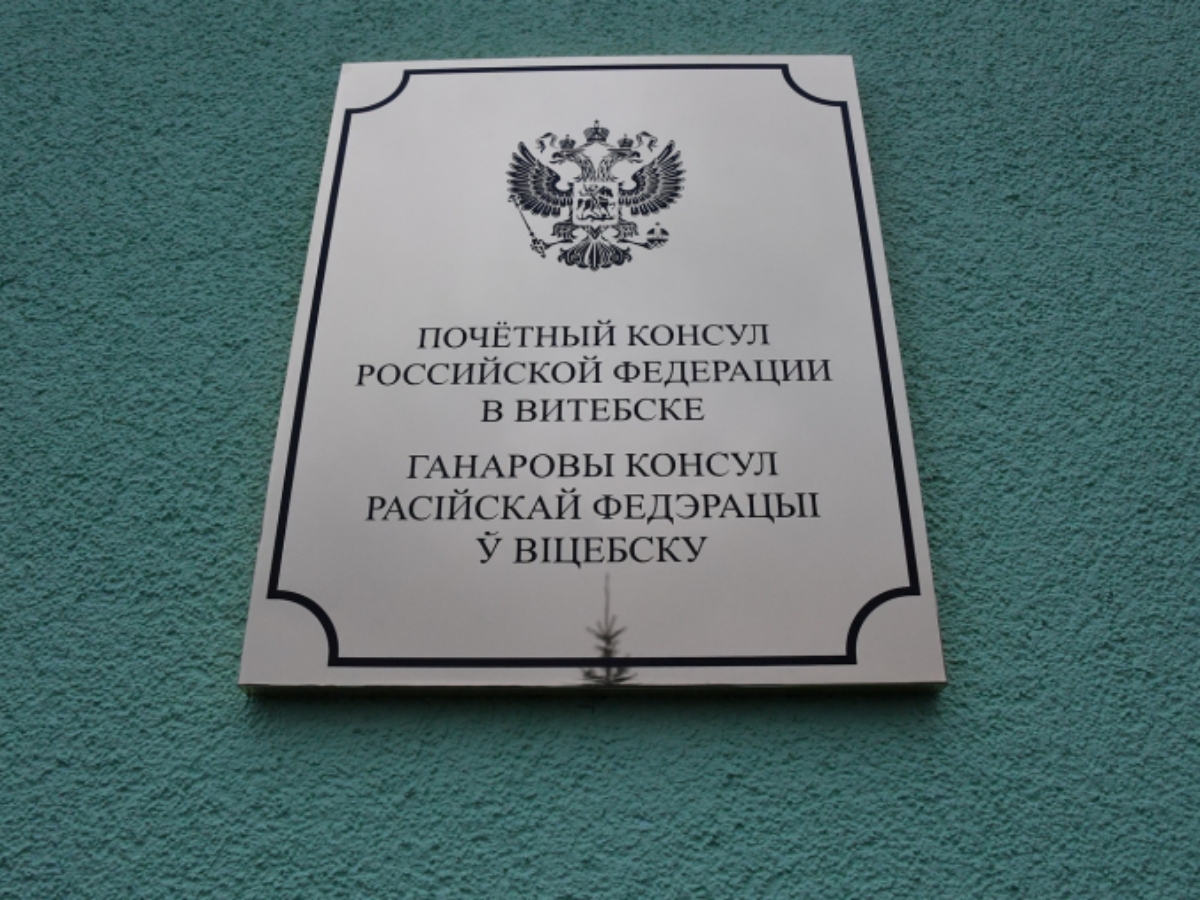 ПОЧЁТНЫЙ КОНСУЛ
РОССИЙСКОЙ ФЕДЕРАЦИИ
В ВИТЕБСКЕ
ГАНАРОВЫ КОНСУЛ
РАСІЙСКАЙ ФЕДЭРАЦЫІ
Ў ВІЦЕБСКУ